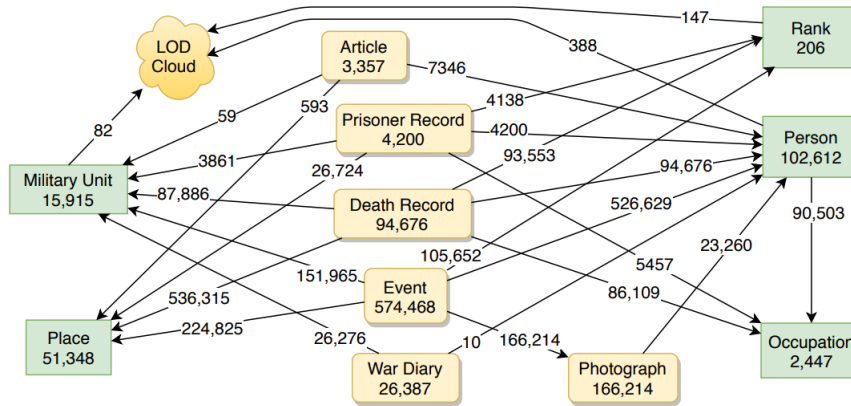 147
Rank
206
LOD
Cloud
Article
3,357
388
7346
593
4138
82
59
Prisoner Record
4,200
4200
Person
102,612
3861
26,724
93,553
94,676
Military Unit
15,915
87,886
Death Record
94,676
526,629
90,503
105,652
23,260
151,965
Event
574,468
5457
536,315
86,109
224,825
Place
51,348
26,276
10
166,214
War Diary
26,387
Photograph
166,214
Occupation
2,447